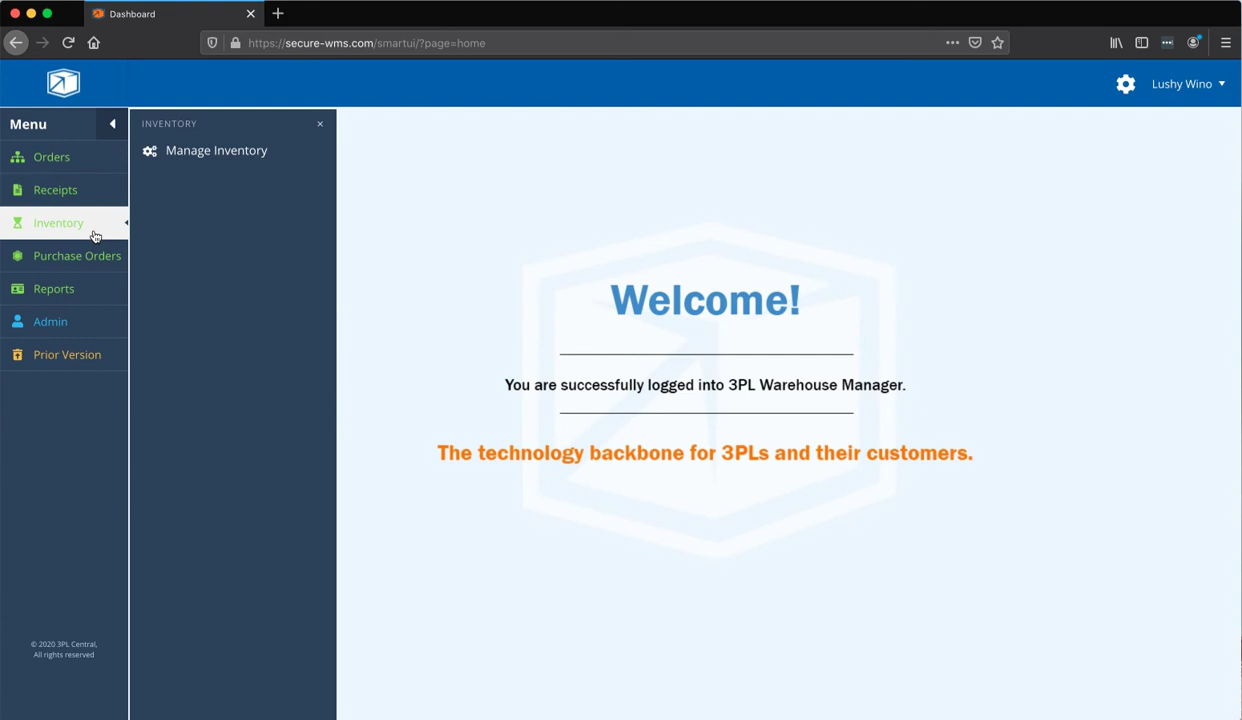 Dashboard
https://secure-wms.com/smartui/?page=home
Lushy Wino
Menu
Orders
Receipts
Inventory
Purchase Orders
Reports
Admin
Prior Version
© 2020 3PL Central,
All rights reserved
INVENTORY
Manage Inventory
Welcome!
You are successfully logged into 3PL Warehouse Manager.
The technology backbone for 3PLs and their customers.